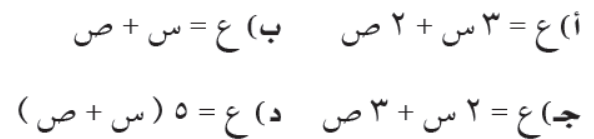 أ) ع = ٣ س + ٢ ص ب) ع = س + ص
جـ) ع = ٢ س + ٣ ص د) ع = ٥ ( س + ص )